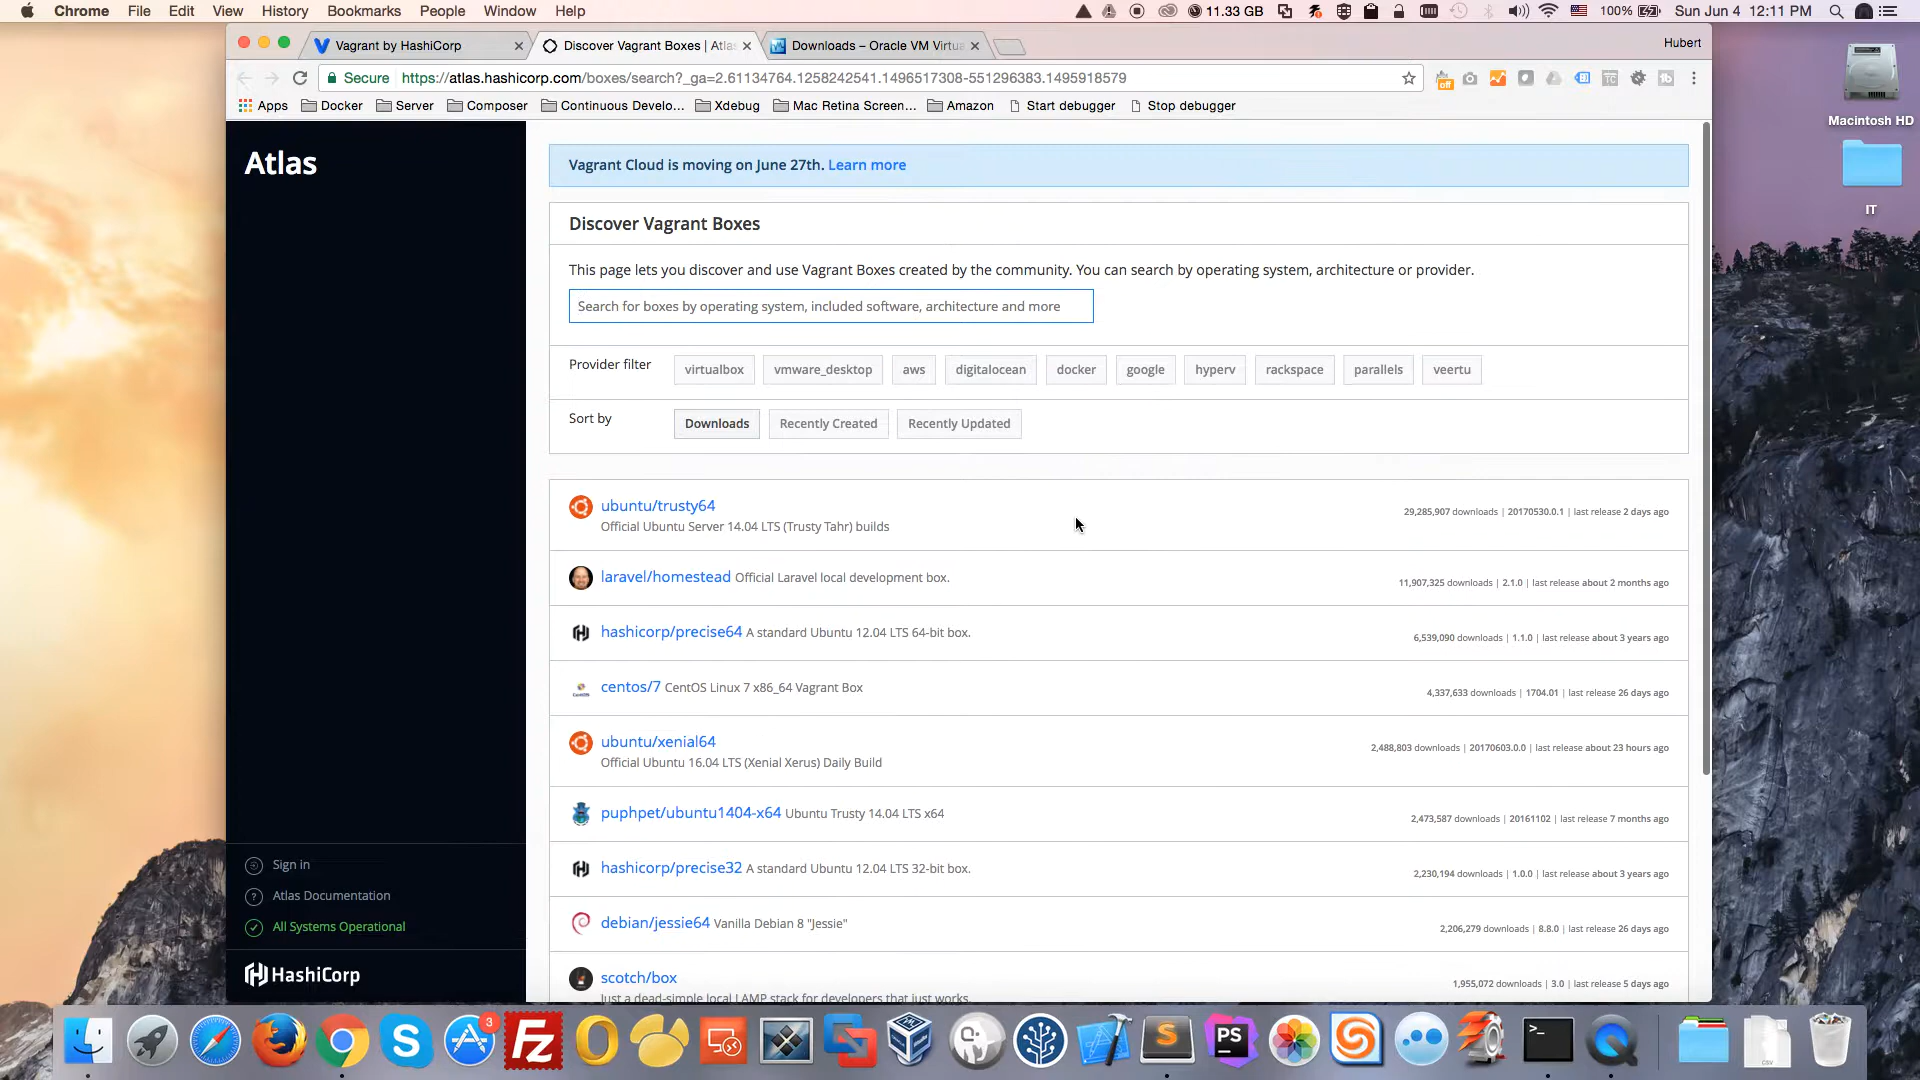 Chrome File Edit View History Bookmarks People Window Help 11.33 GB 100% Sun Jun 4 12:11 PM
Vagrant by HashiCorp
Discover Vagrant Boxes | Atlas
Downloads – Oracle VM Virtua
Hubert
Secure https://atlas.hashicorp.com/boxes/search?_ga=2.61134764.1258242541.1496517308-551296383.1495918579
off
TC
tb
Apps Docker Server Composer Continuous Develo... Xdebug Mac Retina Screen... Amazon Start debugger Stop debugger
Macintosh HD
IT
Atlas
Vagrant Cloud is moving on June 27th. Learn more
Discover Vagrant Boxes
This page lets you discover and use Vagrant Boxes created by the community. You can search by operating system, architecture or provider.
Search for boxes by operating system, included software, architecture and more
Provider filter virtualbox vmware_desktop aws digitalocean docker google hyperv rackspace parallels veertu
Sort by Downloads Recently Created Recently Updated
ubuntu/trusty64
Official Ubuntu Server 14.04 LTS (Trusty Tahr) builds
29,285,907 downloads | 20170530.0.1 | last release 2 days ago
laravel/homestead Official Laravel local development box.
11,907,325 downloads | 2.1.0 | last release about 2 months ago
hashicorp/precise64 A standard Ubuntu 12.04 LTS 64-bit box.
6,539,090 downloads | 1.1.0 | last release about 3 years ago
centos/7 CentOS Linux 7 x86_64 Vagrant Box
4,337,633 downloads | 1704.01 | last release 26 days ago
ubuntu/xenial64
Official Ubuntu 16.04 LTS (Xenial Xerus) Daily Build
2,488,803 downloads | 20170603.0.0 | last release about 23 hours ago
puphpet/ubuntu1404-x64 Ubuntu Trusty 14.04 LTS x64
2,473,587 downloads | 20161102 | last release 7 months ago
hashicorp/precise32 A standard Ubuntu 12.04 LTS 32-bit box.
2,230,194 downloads | 1.0.0 | last release about 3 years ago
debian/jessie64 Vanilla Debian 8 "Jessie"
2,206,279 downloads | 8.8.0 | last release 26 days ago
scotch/box
Just a dead-simple local LAMP stack for developers that just works.
1,955,072 downloads | 3.0 | last release 5 days ago
Sign in
Atlas Documentation
All Systems Operational
HashiCorp
3
Fz
PS
CSV